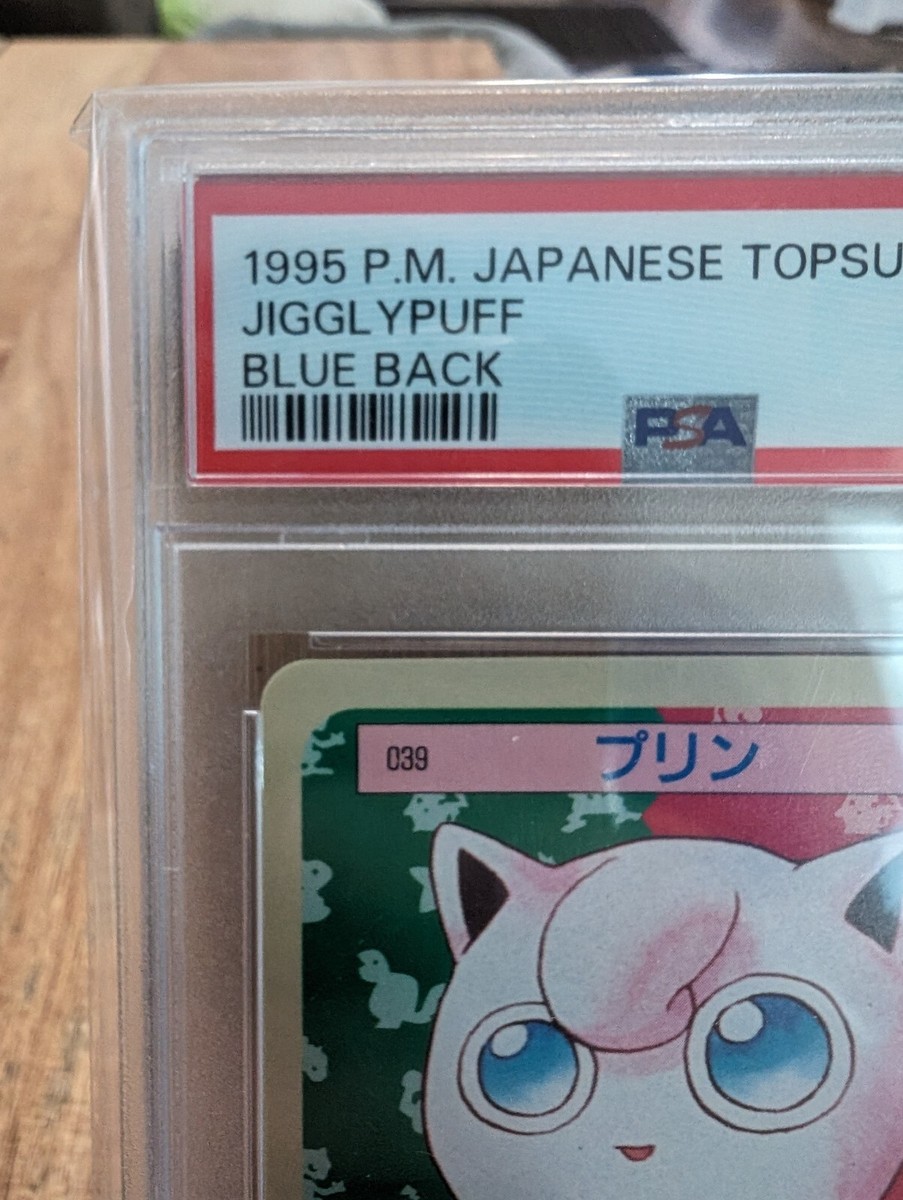 1995 P.M. JAPANESE TOPSU
JIGGLYPUFF
BLUE BACK
PSA
039 プリン